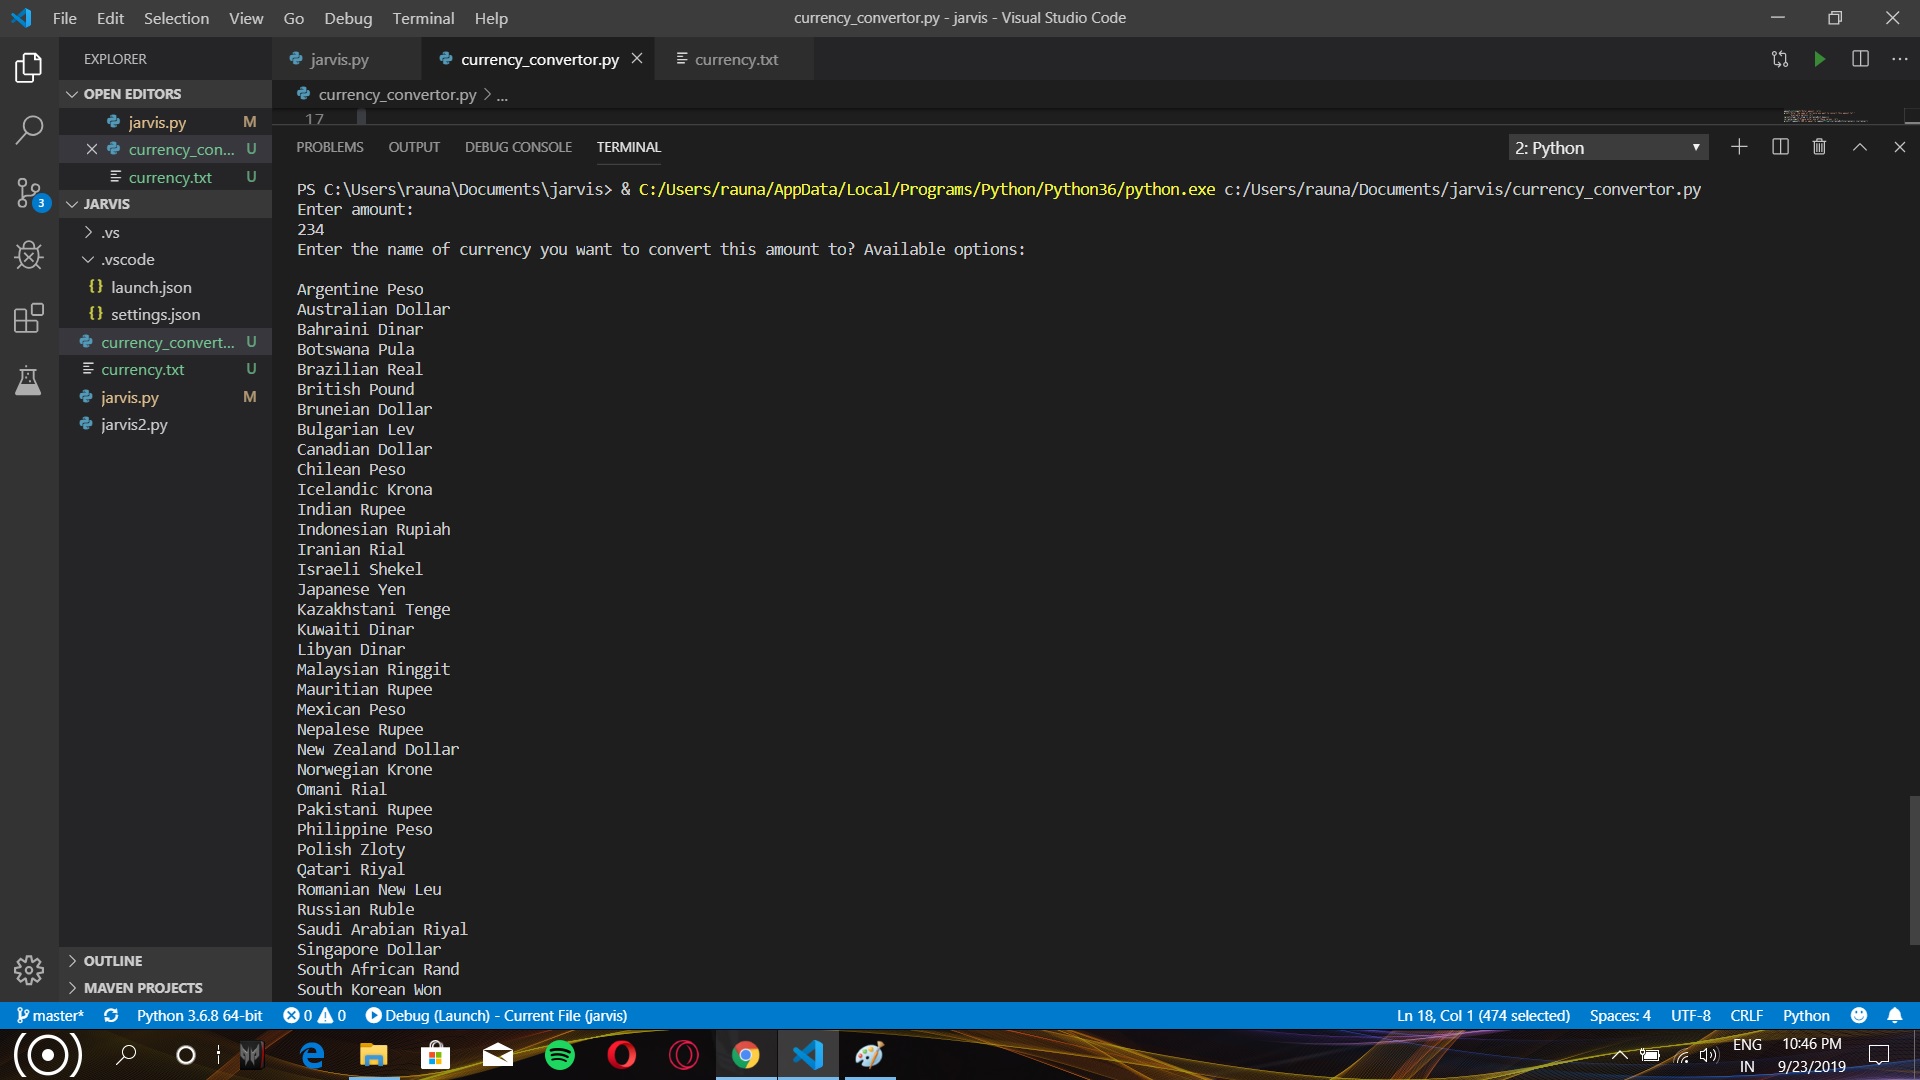 File Edit Selection View Go Debug Terminal Help
currency_convertor.py - jarvis - Visual Studio Code
EXPLORER
jarvis.py
currency_convertor.py
currency.txt
OPEN EDITORS
currency_convertor.py > ...
jarvis.py M
17
currency_con... U
currency.txt U
3
JARVIS
.vs
.vscode
launch.json
settings.json
currency_convert... U
currency.txt U
jarvis.py M
jarvis2.py
OUTLINE
MAVEN PROJECTS
PROBLEMS OUTPUT DEBUG CONSOLE TERMINAL
2: Python
PS C:\Users\rauna\Documents\jarvis> & C:/Users/rauna/AppData/Local/Programs/Python/Python36/python.exe c:/Users/rauna/Documents/jarvis/currency_convertor.py
Enter amount:
234
Enter the name of currency you want to convert this amount to? Available options:
Argentine Peso
Australian Dollar
Bahraini Dinar
Botswana Pula
Brazilian Real
British Pound
Bruneian Dollar
Bulgarian Lev
Canadian Dollar
Chilean Peso
Icelandic Krona
Indian Rupee
Indonesian Rupiah
Iranian Rial
Israeli Shekel
Japanese Yen
Kazakhstani Tenge
Kuwaiti Dinar
Libyan Dinar
Malaysian Ringgit
Mauritian Rupee
Mexican Peso
Nepalese Rupee
New Zealand Dollar
Norwegian Krone
Omani Rial
Pakistani Rupee
Philippine Peso
Polish Zloty
Qatari Riyal
Romanian New Leu
Russian Ruble
Saudi Arabian Riyal
Singapore Dollar
South African Rand
South Korean Won
master* Python 3.6.8 64-bit 0 0 Debug (Launch) - Current File (jarvis) Ln 18, Col 1 (474 selected) Spaces: 4 UTF-8 CRLF Python
ENG
IN
10:46 PM
9/23/2019